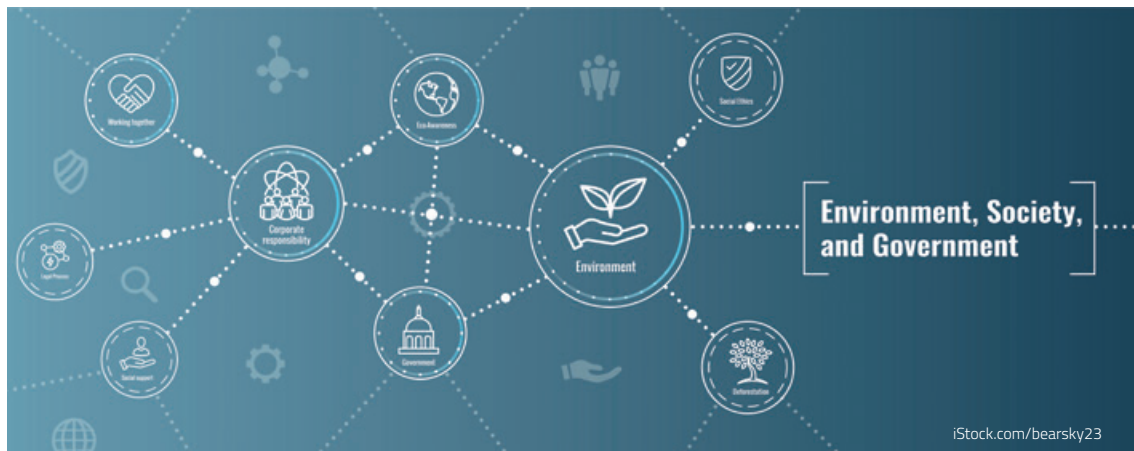 Working together
Eco Awareness
Social Ethics
Corporate
responsibility
Environment, Society,
and Government
Legal Process
Environment
Government
Social support
Deforestation
iStock.com/bearsky23